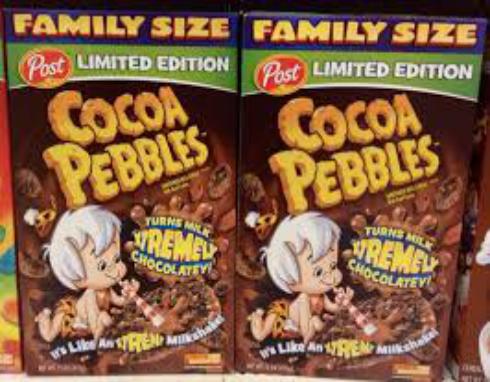 FAMILY SIZE
Post LIMITED EDITION
COCOA
PEBBLES
TURNS MILK
XTREMELY
CHOCOLATEY!
It's Like An XTREME Milkshake!
FAMILY SIZE
Post LIMITED EDITION
COCOA
PEBBLES
TURNS MILK
XTREMELY
CHOCOLATEY!
It's Like An XTREME Milkshake!